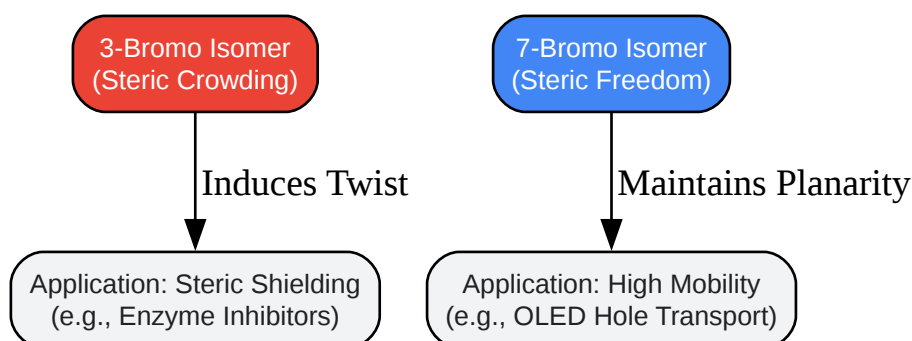 3-Bromo Isomer
(Steric Crowding)
7-Bromo Isomer
(Steric Freedom)
Induces Twist
Maintains Planarity
Application: Steric Shielding
(e.g., Enzyme Inhibitors)
Application: High Mobility
(e.g., OLED Hole Transport)